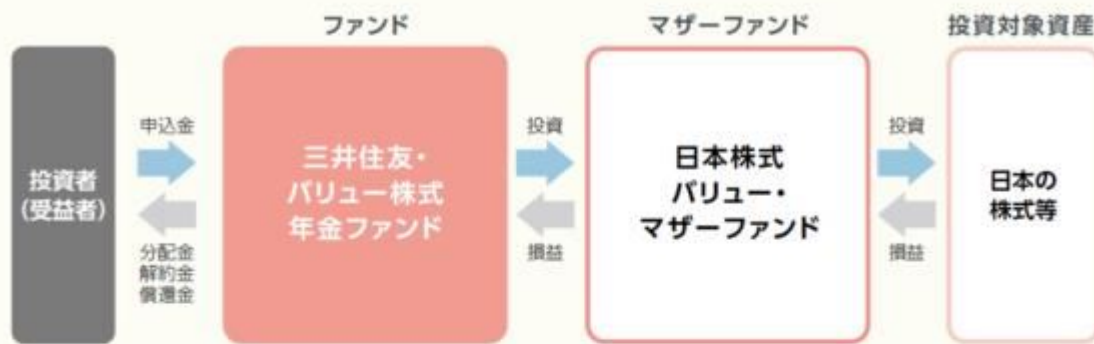 ファンド
マザーファンド
投資対象資産
投資者
(受益者)
申込金
分配金
解約金
償還金
三井住友・
バリュー株式
年金ファンド
投資
損益
日本株式
バリュー・
マザーファンド
投資
損益
日本の
株式等